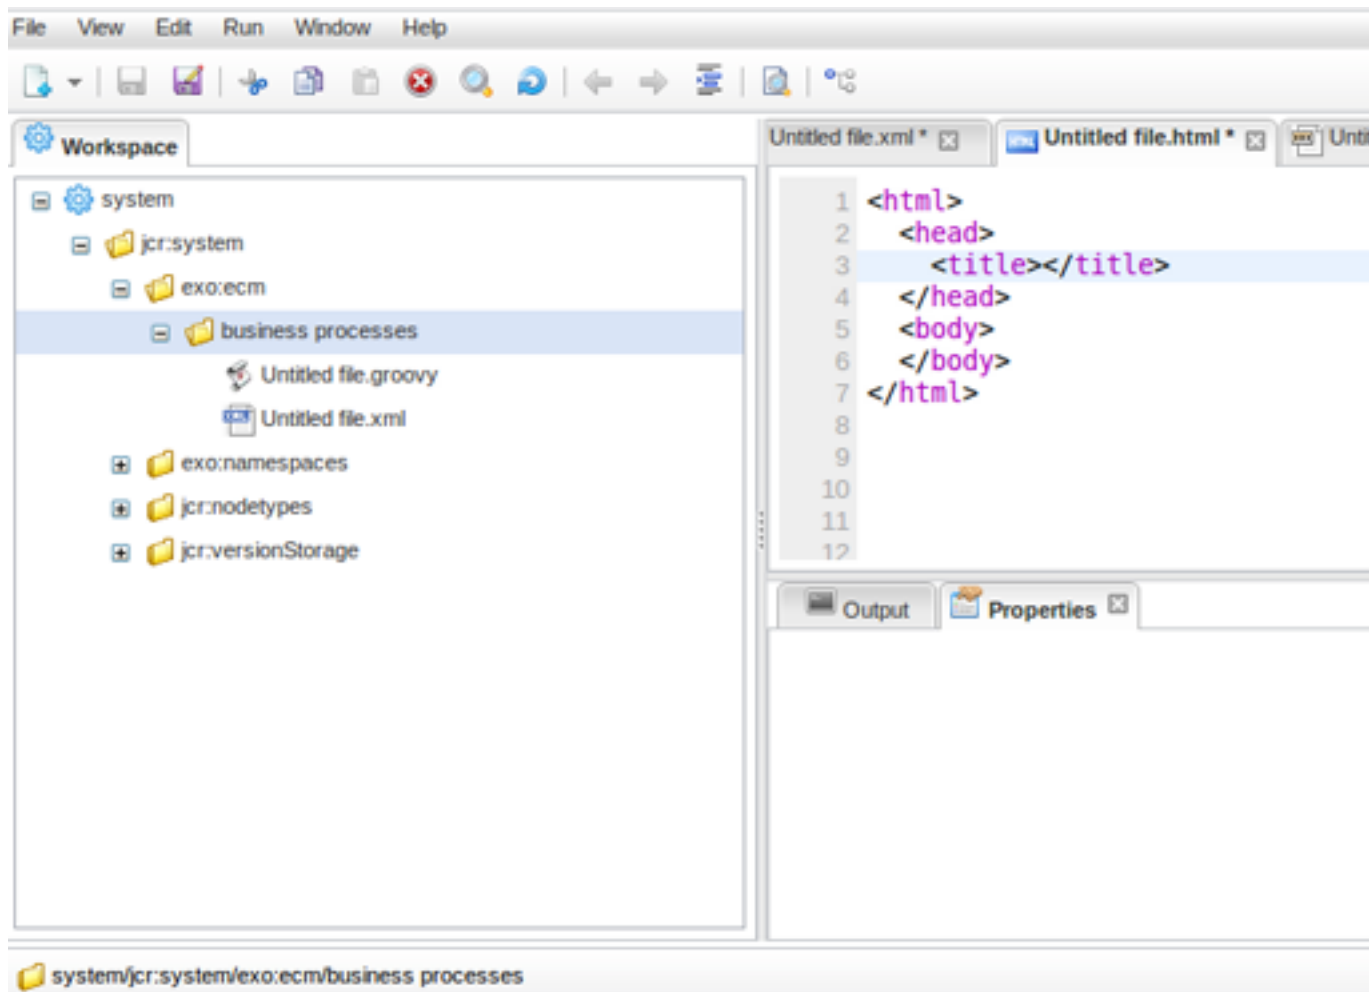 File View Edit Run Window Help
Workspace
system
jcr:system
exo:ecm
business processes
Untitled file.groovy
Untitled file.xml
exo:namespaces
jcr:nodetypes
jcr:versionStorage
Untitled file.xml *
Untitled file.html *
Unti
1 <html>
2 <head>
3 <title></title>
4 </head>
5 <body>
6 </body>
7 </html>
8
9
10
11
12
Output
Properties
system/jcr:system/exo:ecm/business processes